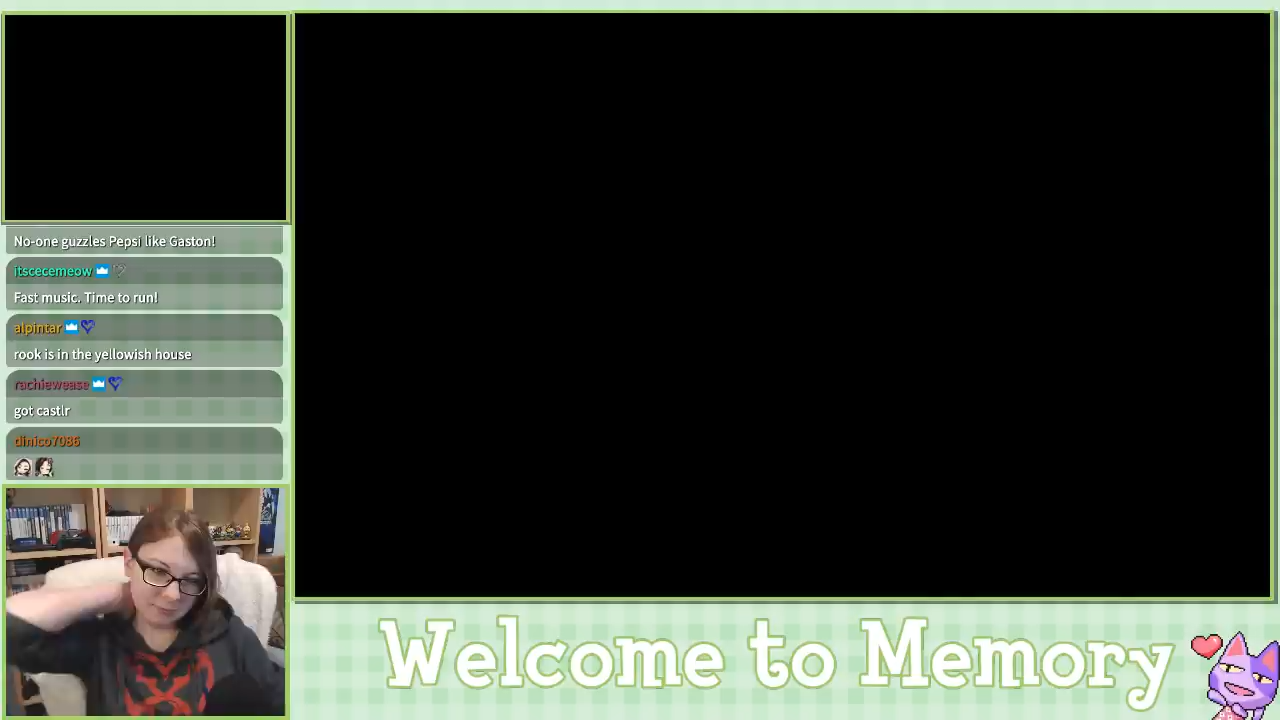 No-one guzzles Pepsi like Gaston!
itscecemeow
Fast music. Time to run!
alpintar
rook is in the yellowish house
rachiewease
got castlr
dinico7086
Welcome to Memory